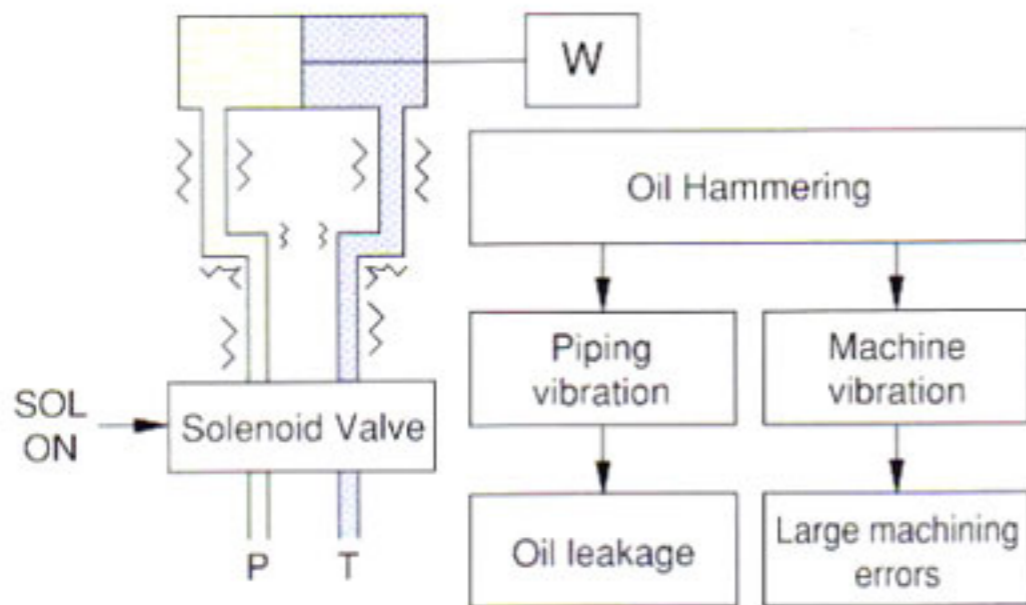 W
Oil Hammering
Piping
vibration
Machine
vibration
SOL
ON
Solenoid Valve
Oil leakage
Large machining
errors
P
T